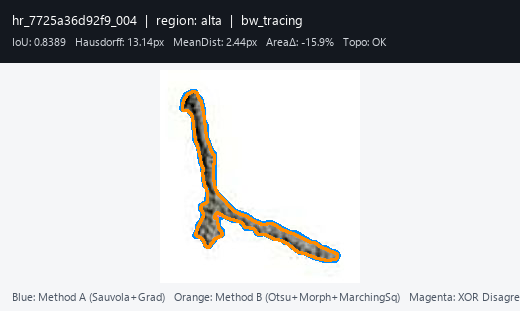 hr_7725a36d92f9_004 | region: alta | bw_tracing
IoU: 0.8389 Hausdorff: 13.14px MeanDist: 2.44px AreaΔ: -15.9% Topo: OK
Blue: Method A (Sauvola+Grad) Orange: Method B (Otsu+Morph+MarchingSq) Magenta: XOR Disagre